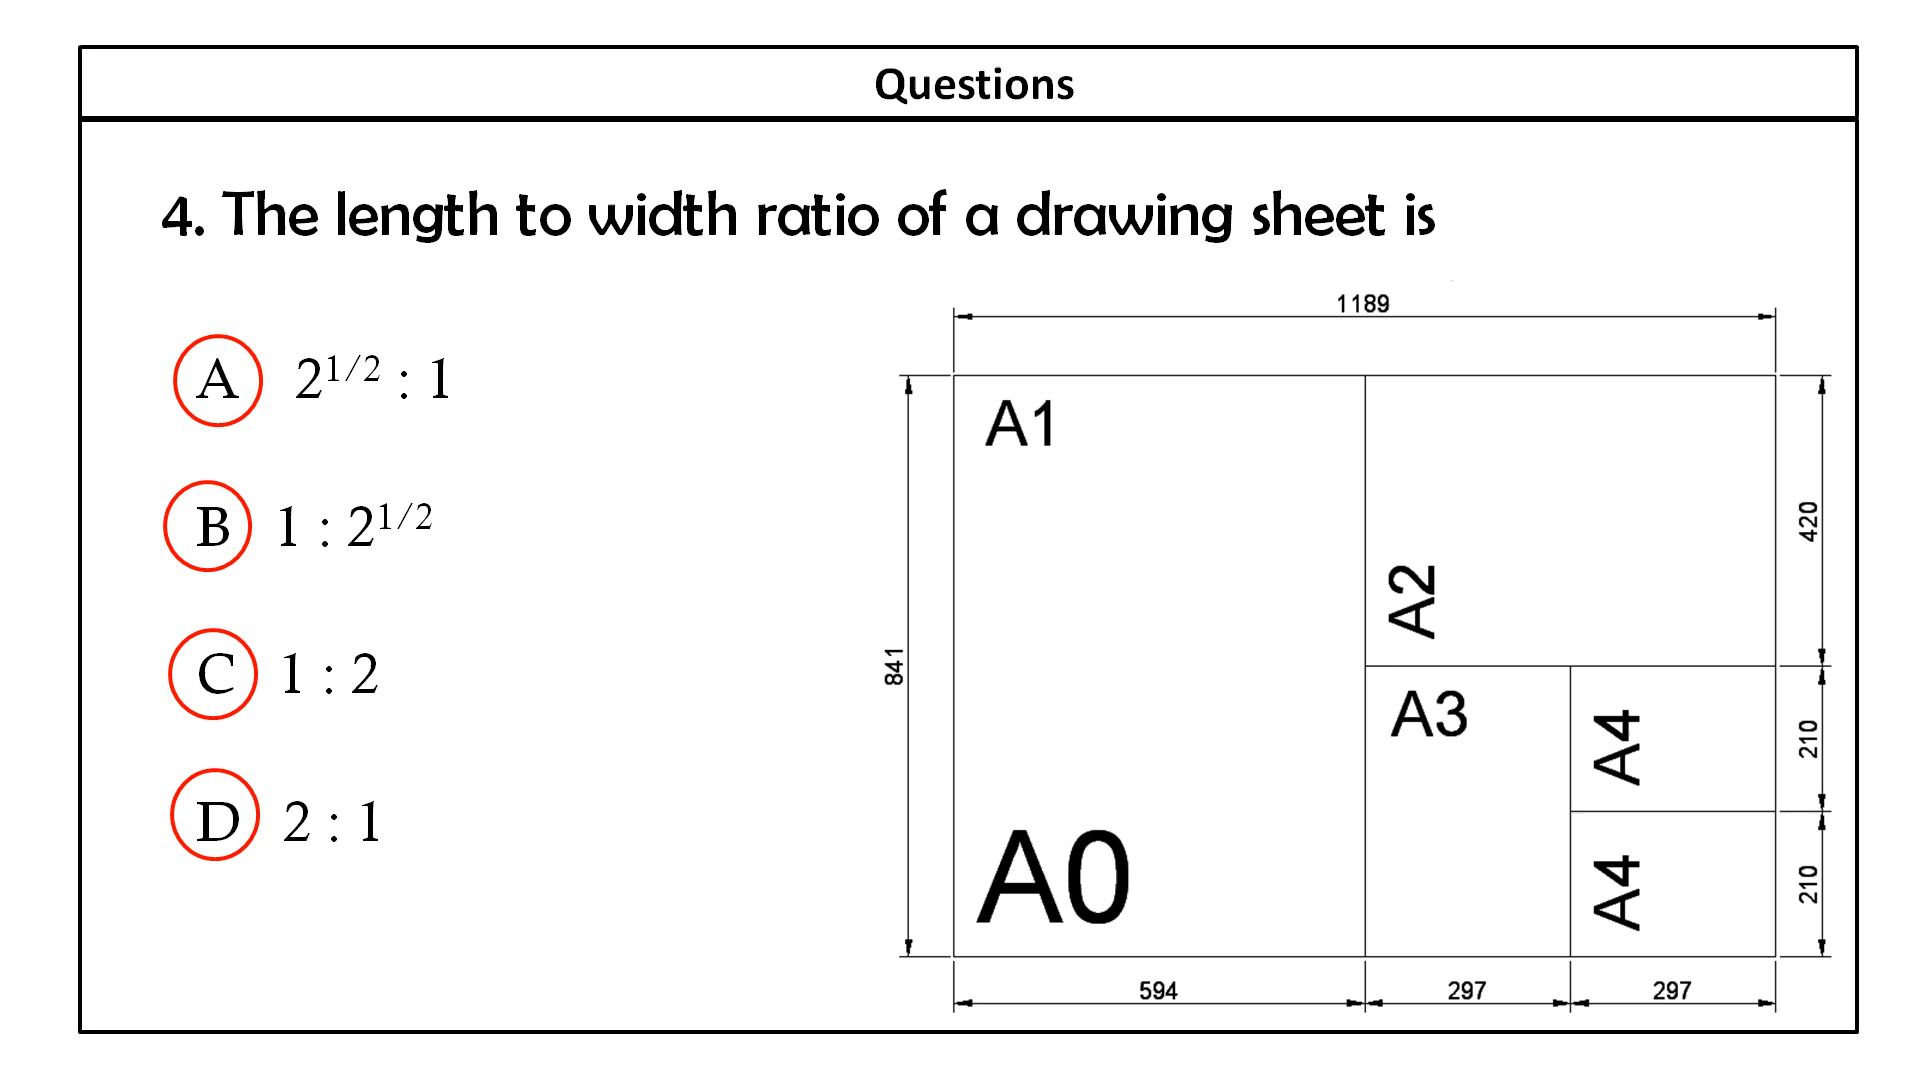 Questions
4. The length to width ratio of a drawing sheet is
A 2^1/2 : 1
B 1 : 2^1/2
C 1 : 2
D 2 : 1
1189
A1
A2
420
841
A3
A4
210
A0
A4
210
594
297
297